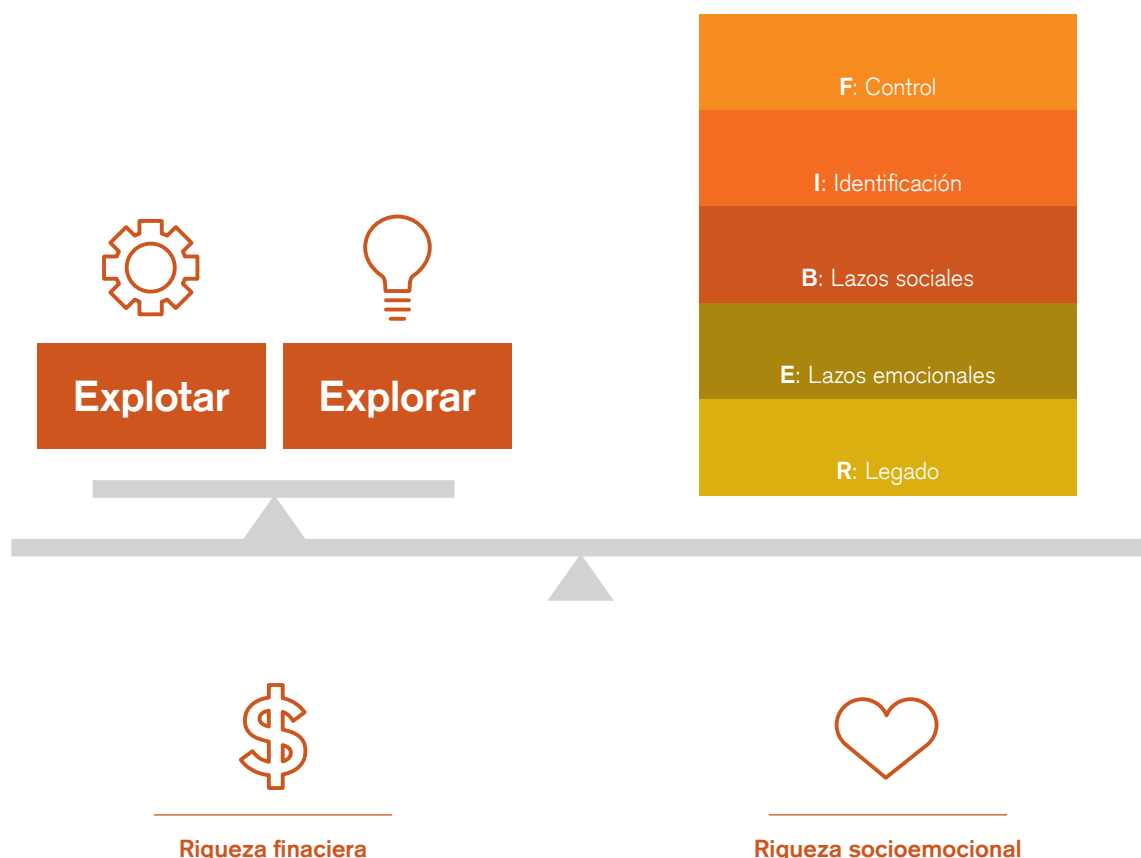 F: Control
I: Identificación
B: Lazos sociales
E: Lazos emocionales
R: Legado
Explotar
Explorar
Riqueza finaciera
Riqueza socioemocional